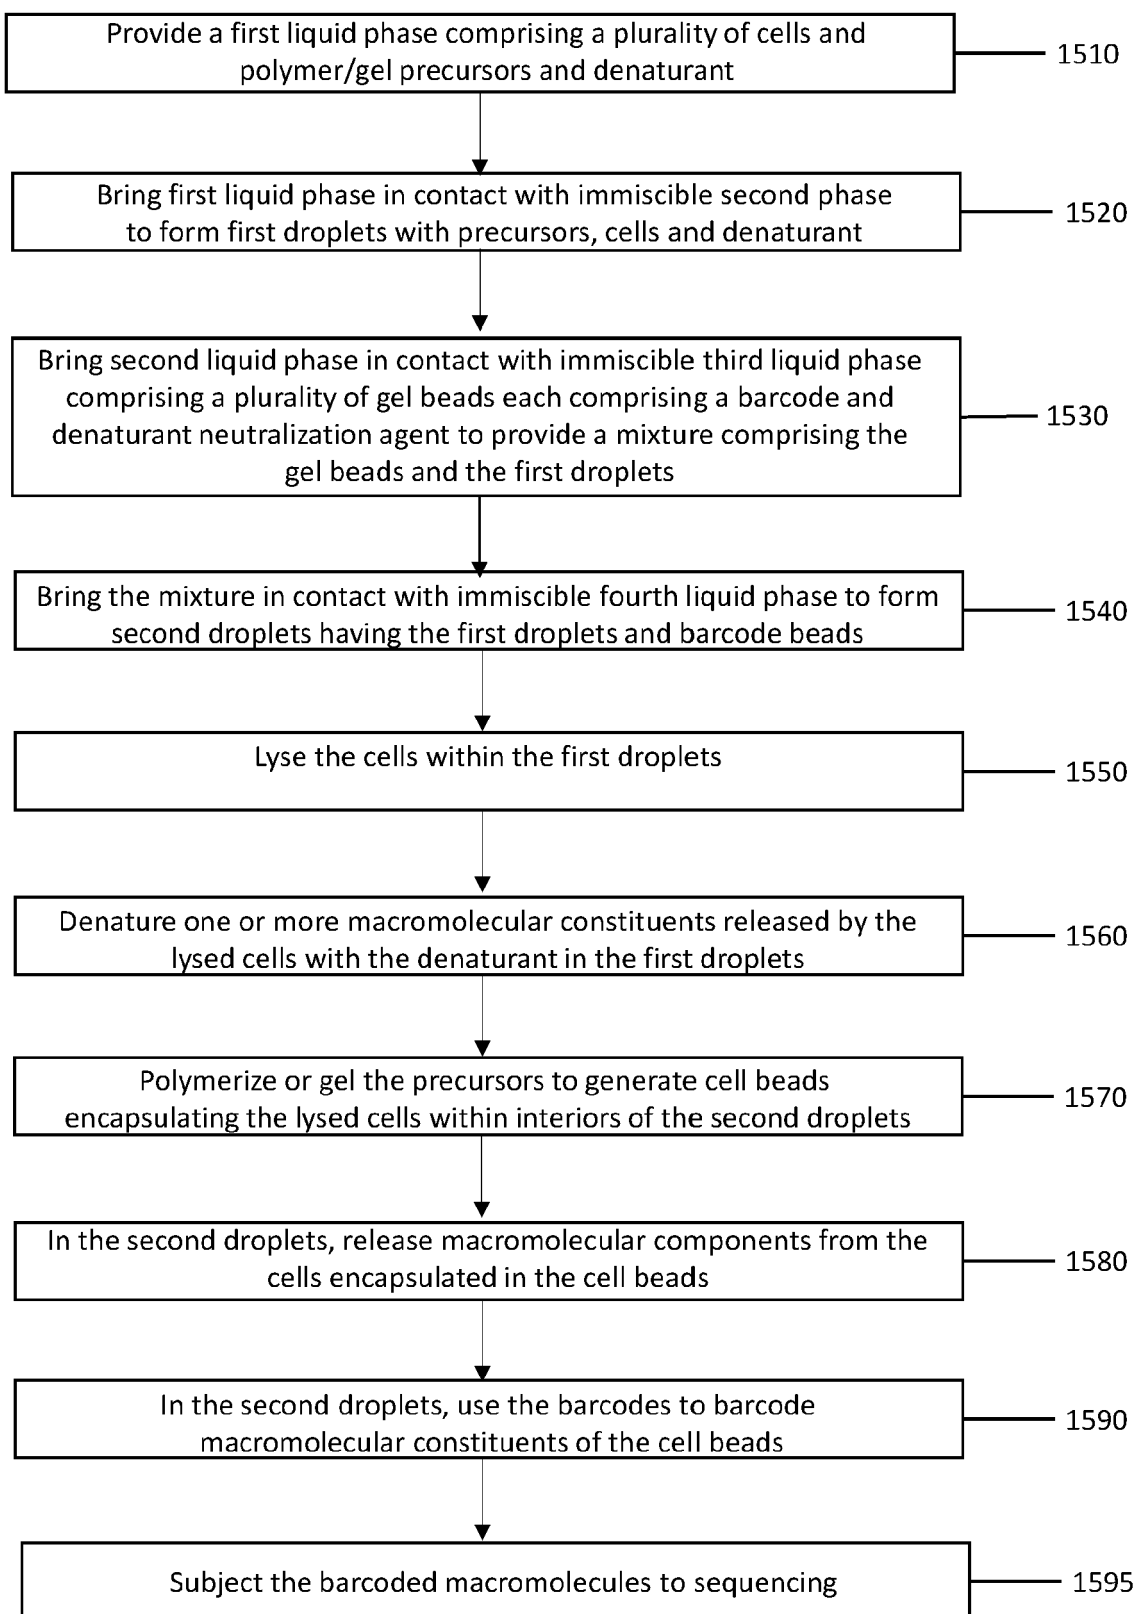 Provide a first liquid phase comprising a plurality of cells and
polymer/gel precursors and denaturant
1510
Bring first liquid phase in contact with immiscible second phase
to form first droplets with precursors, cells and denaturant
1520
Bring second liquid phase in contact with immiscible third liquid phase
comprising a plurality of gel beads each comprising a barcode and
denaturant neutralization agent to provide a mixture comprising the
gel beads and the first droplets
1530
Bring the mixture in contact with immiscible fourth liquid phase to form
second droplets having the first droplets and barcode beads
1540
Lyse the cells within the first droplets
1550
Denature one or more macromolecular constituents released by the
lysed cells with the denaturant in the first droplets
1560
Polymerize or gel the precursors to generate cell beads
encapsulating the lysed cells within interiors of the second droplets
1570
In the second droplets, release macromolecular components from the
cells encapsulated in the cell beads
1580
In the second droplets, use the barcodes to barcode
macromolecular constituents of the cell beads
1590
Subject the barcoded macromolecules to sequencing
1595